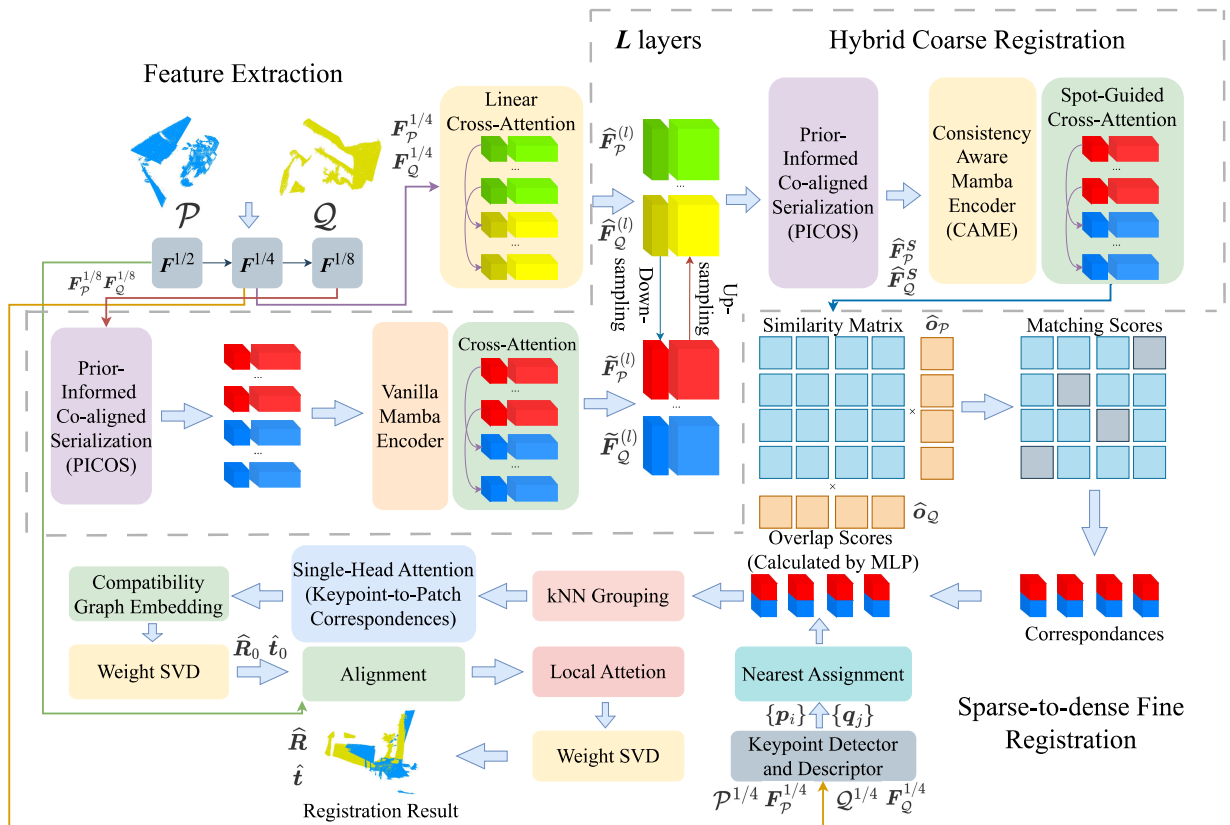 Feature Extraction
𝒫
𝒬
F^{1/2}
F^{1/4}
F^{1/8}
F_𝒫^{1/8} F_𝒬^{1/8}
F_𝒫^{1/4}
F_𝒬^{1/4}
Linear
Cross-Attention
...
...
L layers
F̂_𝒫^{(l)}
...
F̂_𝒬^{(l)}
Down-
sampling
Up-
sampling
Hybrid Coarse Registration
Prior-
Informed
Co-aligned
Serialization
(PICOS)
Consistency
Aware
Mamba
Encoder
(CAME)
F̂_𝒫^S
F̂_𝒬^S
Spot-Guided
Cross-Attention
...
...
Prior-
Informed
Co-aligned
Serialization
(PICOS)
...
...
Vanilla
Mamba
Encoder
Cross-Attention
...
...
F̃_𝒫^{(l)}
...
F̃_𝒬^{(l)}
Similarity Matrix
ô_𝒫
×
×
ô_𝒬
Overlap Scores
(Calculated by MLP)
Matching Scores
Correspondances
Sparse-to-dense Fine
Registration
kNN Grouping
Single-Head Attention
(Keypoint-to-Patch
Correspondences)
Compatibility
Graph Embedding
Weight SVD
R̂_0 t̂_0
Alignment
Local Attetion
Weight SVD
R̂
t̂
Registration Result
Nearest Assignment
{p_i} {q_j}
Keypoint Detector
and Descriptor
𝒫^{1/4} F_𝒫^{1/4} 𝒬^{1/4} F_𝒬^{1/4}